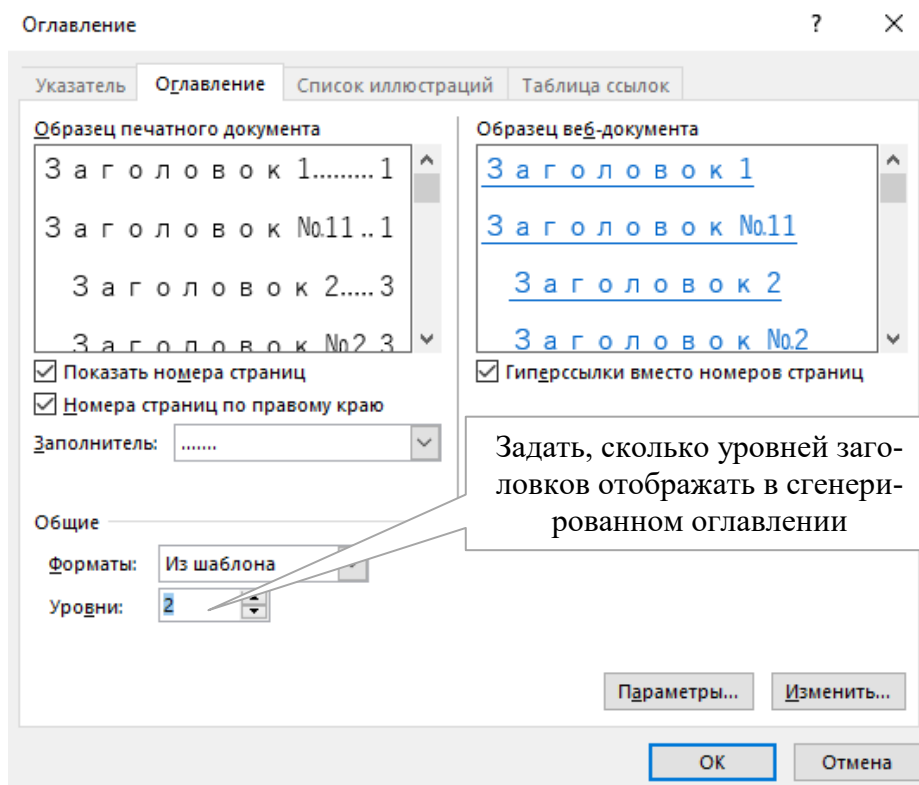 Оглавление ?
Указатель Оглавление Список иллюстраций Таблица ссылок
Образец печатного документа
Заголовок 1.........1
Заголовок №11..1
Заголовок 2.....3
Заголовок №2 3
Показать номера страниц
Номера страниц по правому краю
Заполнитель: .......
Образец веб-документа
Заголовок 1
Заголовок №11
Заголовок 2
Заголовок №2
Гиперссылки вместо номеров страниц
Задать, сколько уровней заго-
ловков отображать в сгенери-
рованном оглавлении
Общие
Форматы: Из шаблона
Уровни: 2
Параметры... Изменить...
ОК Отмена